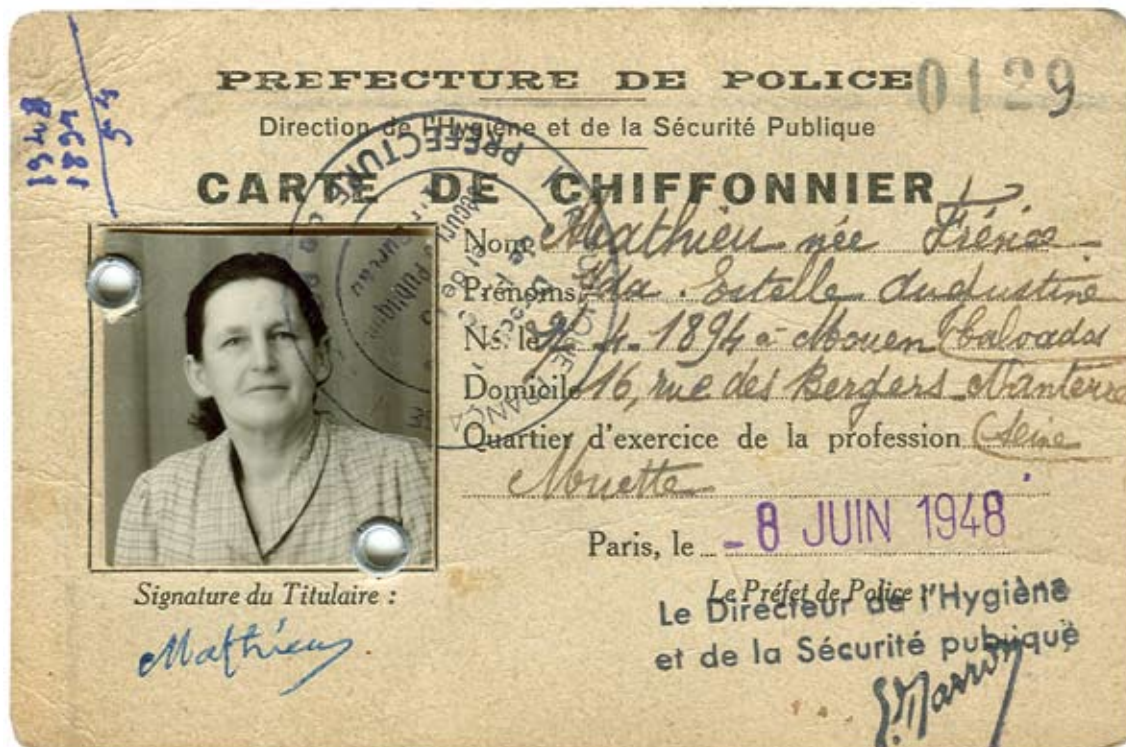 1948
1894
54
PREFECTURE DE POLICE 0129
Direction de l'Hygiène et de la Sécurité Publique
CARTE DE CHIFFONNIER
Nom Mathieu née
Prénoms, Ida Estelle Augustine
Né le 4-1894 à Mouen (Calvados
Domicile 16, rue des Bergers Nanterre
Quartier d'exercice de la profession (Seine
Muette
Paris, le - 8 JUIN 1948
Signature du Titulaire :
Le Préfet de Police :
Le Directeur de l'Hygiène
et de la Sécurité publique
Mathieu